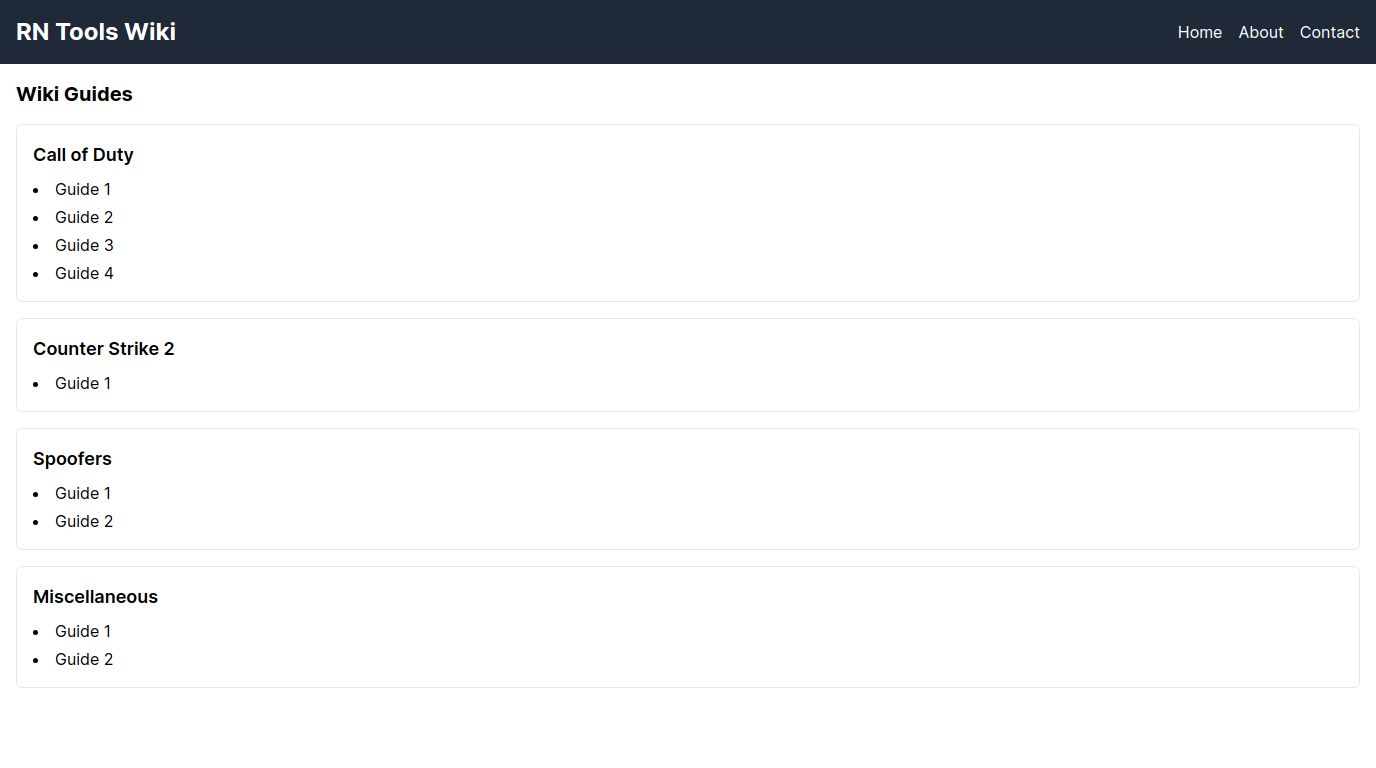 RN Tools Wiki
Home About Contact
Wiki Guides
Call of Duty
Guide 1
Guide 2
Guide 3
Guide 4
Counter Strike 2
Guide 1
Spoofers
Guide 1
Guide 2
Miscellaneous
Guide 1
Guide 2